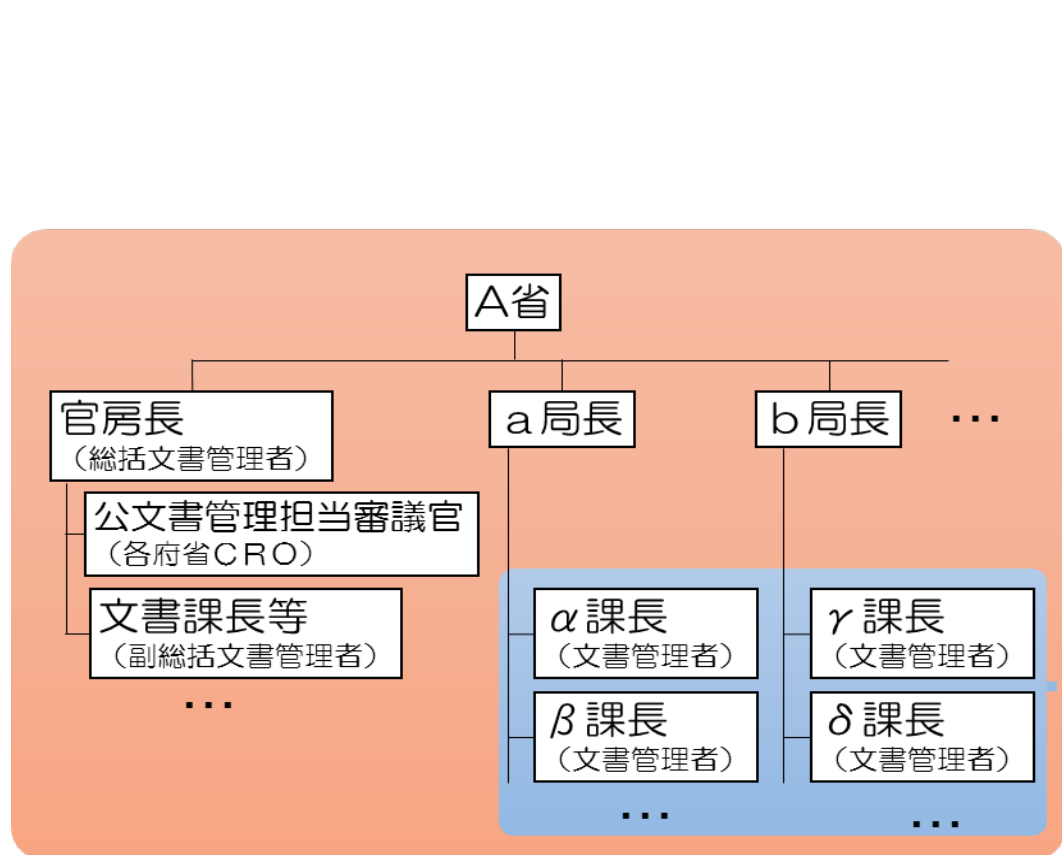 A省
官房長
（総括文書管理者）
公文書管理担当審議官
（各府省CRO）
文書課長等
（副総括文書管理者）
…
a局長
α課長
（文書管理者）
β課長
（文書管理者）
…
b局長
γ課長
（文書管理者）
δ課長
（文書管理者）
…
…